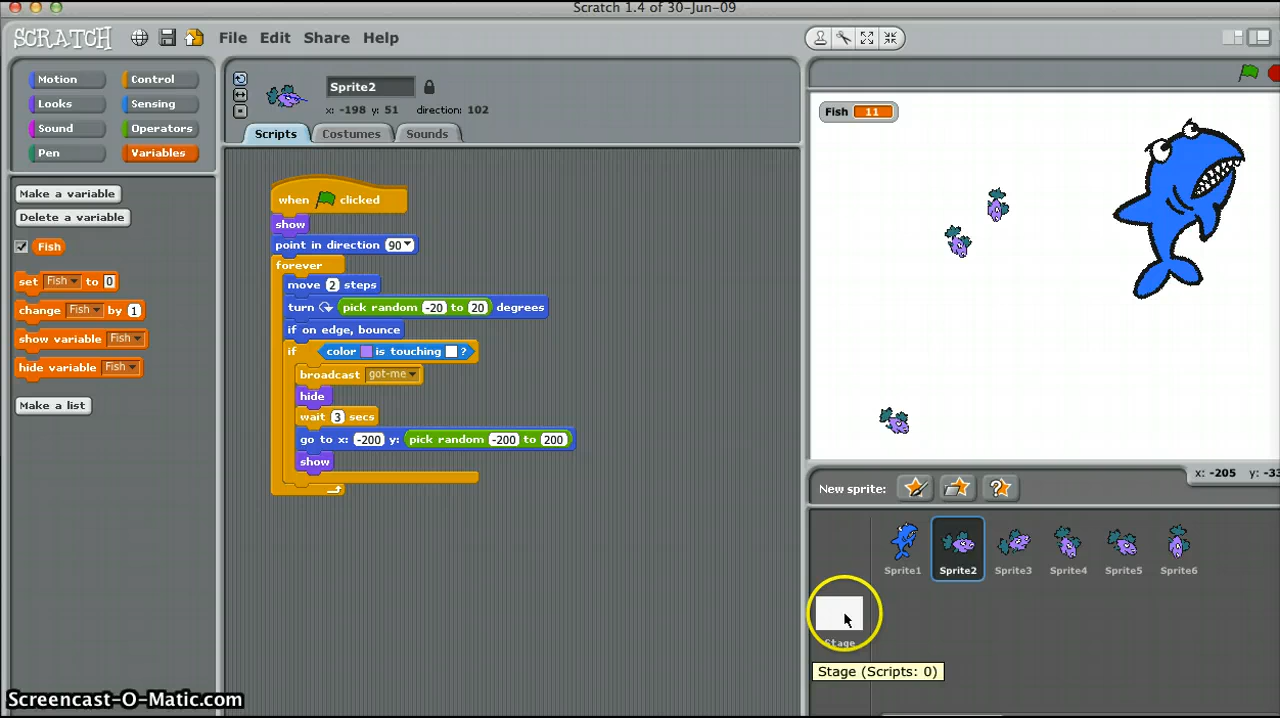 Scratch 1.4 of 30-Jun-09
SCRATCH File Edit Share Help
Motion Control
Looks Sensing
Sound Operators
Pen Variables
Make a variable
Delete a variable
Fish
set Fish to 0
change Fish by 1
show variable Fish
hide variable Fish
Make a list
Sprite2
x: -198 y: 51 direction: 102
Scripts Costumes Sounds
when clicked
show
point in direction 90
forever
move 2 steps
turn pick random -20 to 20 degrees
if on edge, bounce
if color is touching ?
broadcast got-me
hide
wait 3 secs
go to x: -200 y: pick random -200 to 200
show
Fish 11
x: -205 y: -33
New sprite:
Sprite1 Sprite2 Sprite3 Sprite4 Sprite5 Sprite6
Stage
Stage (Scripts: 0)
Screencast-O-Matic.com